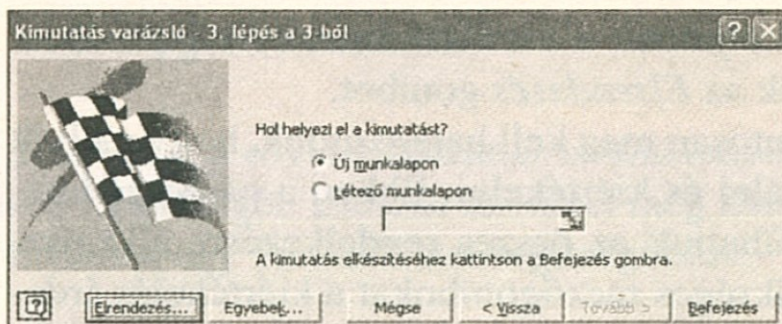 Kimutatás varázsló - 3. lépés a 3-ból
Hol helyezi el a kimutatást?
Új munkalapon
Létező munkalapon
A kimutatás elkészítéséhez kattintson a Befejezés gombra.
Elrendezés... Egyebek... Mégse < Vissza Tovább > Befejezés